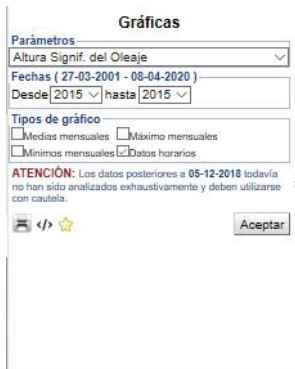 Gráficas
Parámetros
Altura Signif. del Oleaje
Fechas ( 27-03-2001 - 08-04-2020 )
Desde 2015 hasta 2015
Tipos de gráfico
Medias mensuales Máximo mensuales
Mínimos mensuales Datos horarios
ATENCIÓN: Los datos posteriores a 05-12-2018 todavía
no han sido analizados exhaustivamente y deben utilizarse
con cautela.
</> Aceptar